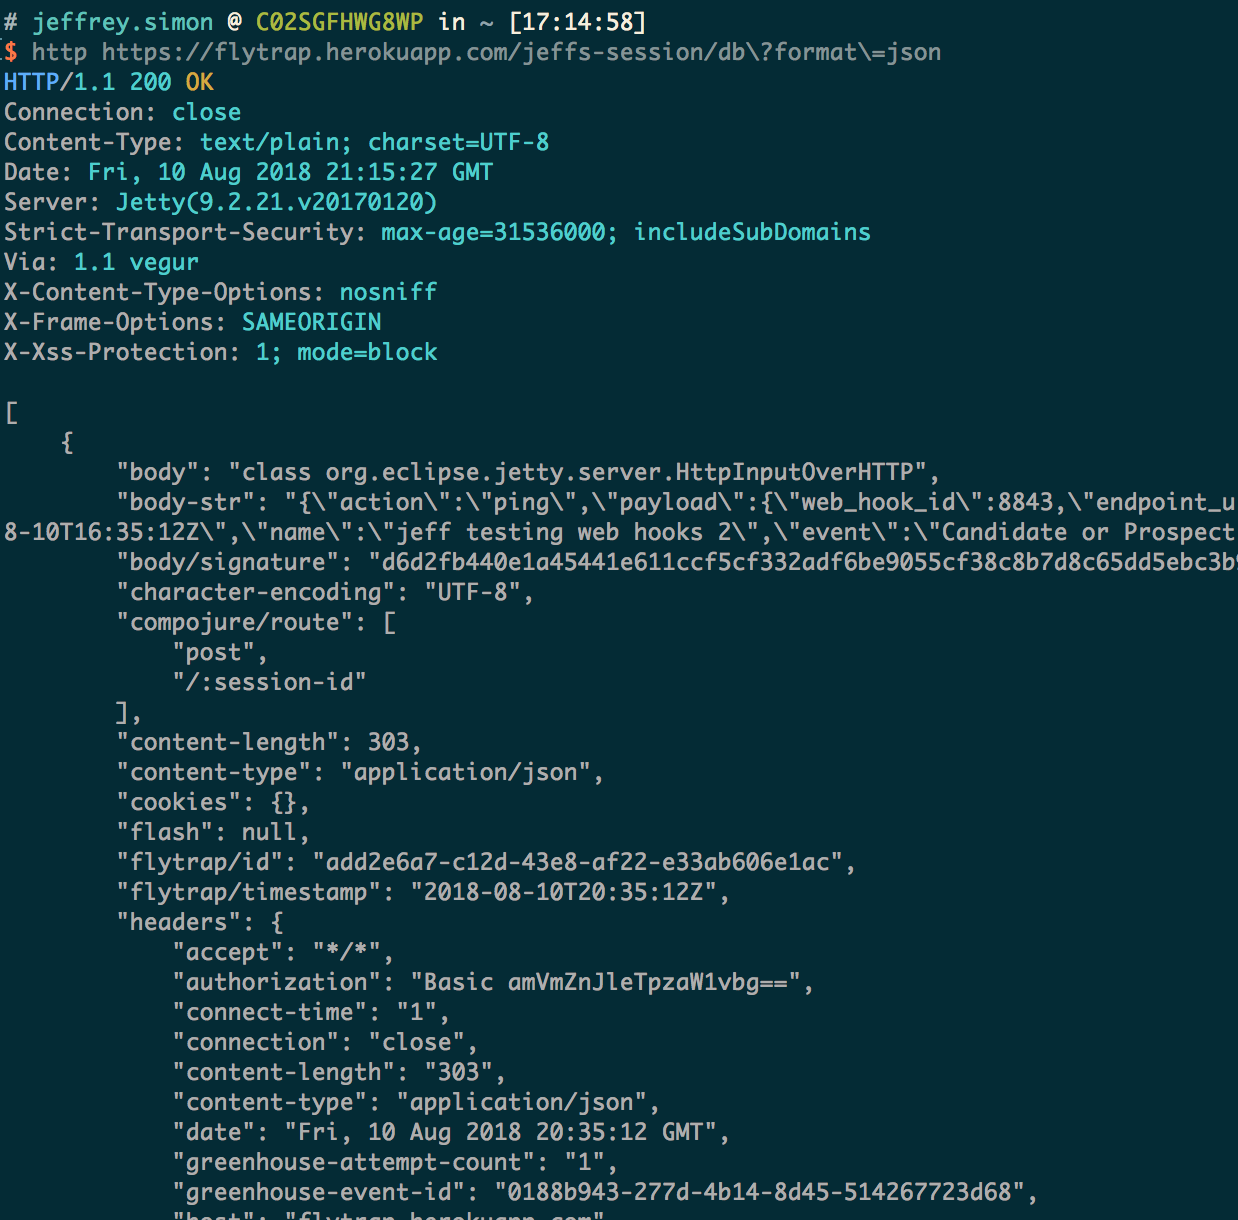 # jeffrey.simon @ C02SGFHWG8WP in ~ [17:14:58]
$ http https://flytrap.herokuapp.com/jeffs-session/db\?format\=json
HTTP/1.1 200 OK
Connection: close
Content-Type: text/plain; charset=UTF-8
Date: Fri, 10 Aug 2018 21:15:27 GMT
Server: Jetty(9.2.21.v20170120)
Strict-Transport-Security: max-age=31536000; includeSubDomains
Via: 1.1 vegur
X-Content-Type-Options: nosniff
X-Frame-Options: SAMEORIGIN
X-Xss-Protection: 1; mode=block
[
{
"body": "class org.eclipse.jetty.server.HttpInputOverHTTP",
"body-str": "{\"action\":\"ping\",\"payload\":{\"web_hook_id\":8843,\"endpoint_u
8-10T16:35:12Z\",\"name\":\"jeff testing web hooks 2\",\"event\":\"Candidate or Prospect
"body/signature": "d6d2fb440e1a45441e611ccf5cf332adf6be9055cf38c8b7d8c65dd5ebc3b9
"character-encoding": "UTF-8",
"compojure/route": [
"post",
"/:session-id"
],
"content-length": 303,
"content-type": "application/json",
"cookies": {},
"flash": null,
"flytrap/id": "add2e6a7-c12d-43e8-af22-e33ab606e1ac",
"flytrap/timestamp": "2018-08-10T20:35:12Z",
"headers": {
"accept": "*/*",
"authorization": "Basic amVmZnJleTpzaW1vbg==",
"connect-time": "1",
"connection": "close",
"content-length": "303",
"content-type": "application/json",
"date": "Fri, 10 Aug 2018 20:35:12 GMT",
"greenhouse-attempt-count": "1",
"greenhouse-event-id": "0188b943-277d-4b14-8d45-514267723d68",
"host": "flytrap.herokuapp.com"